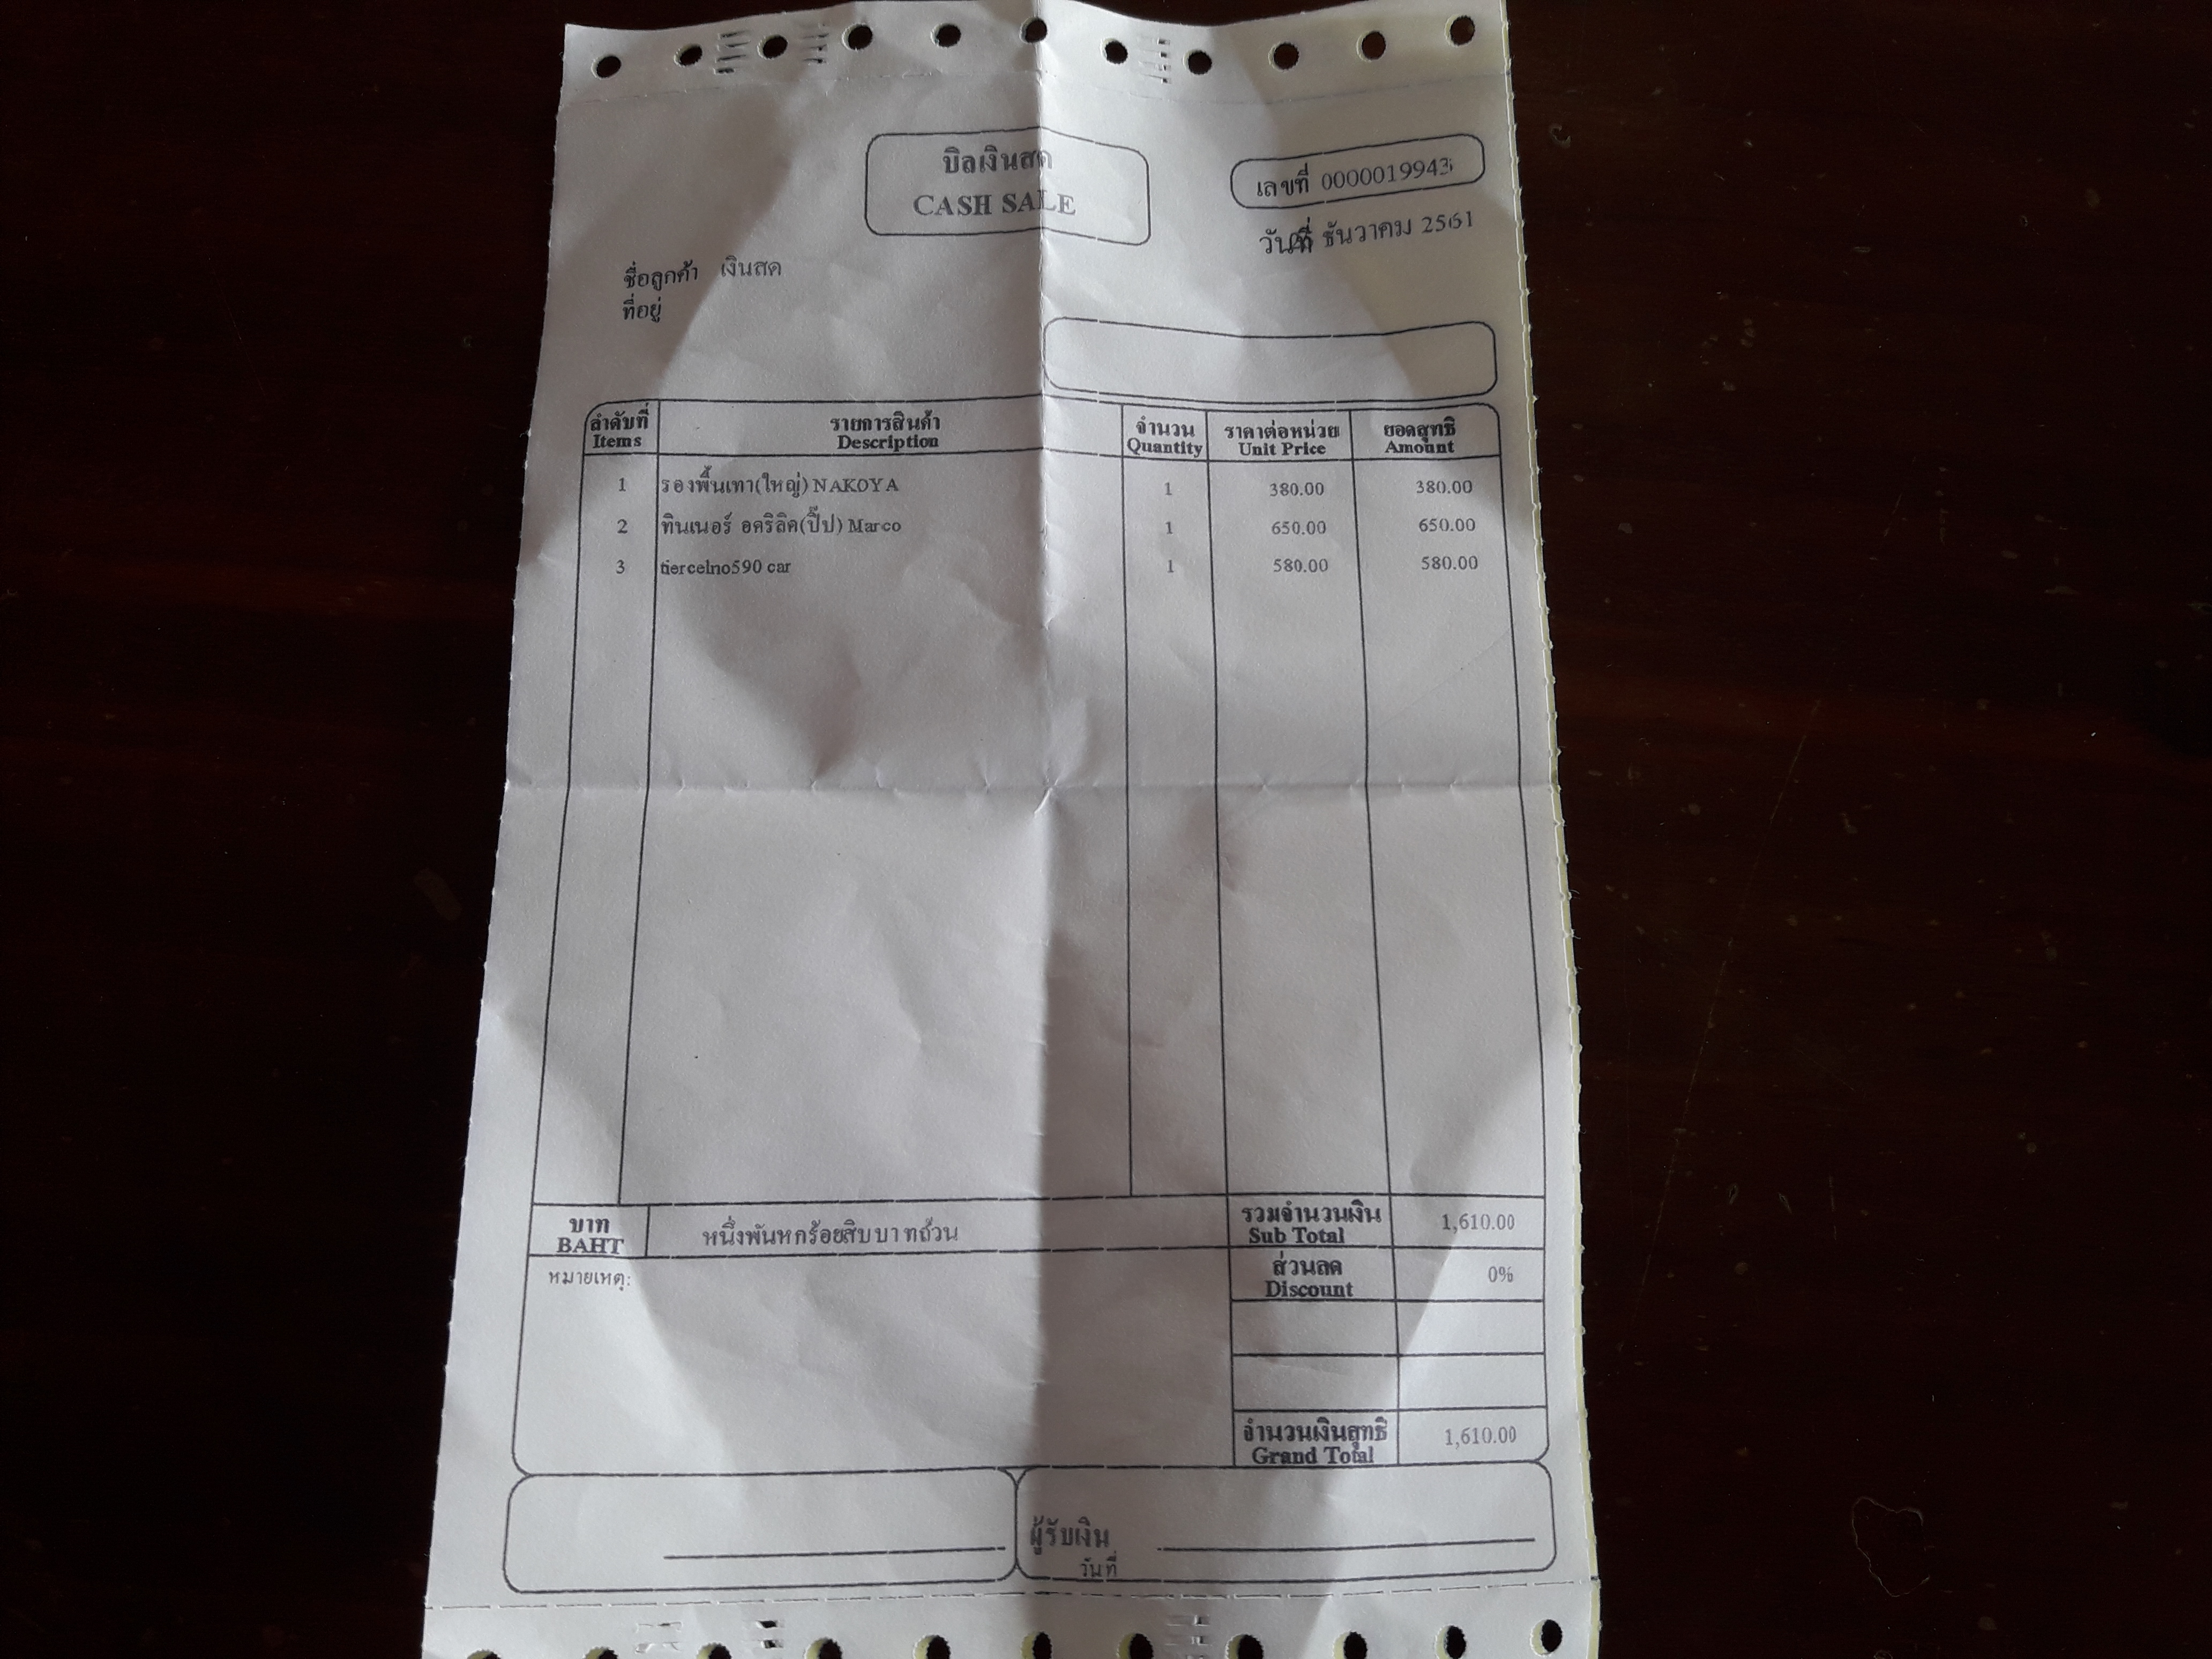 บิลเงินสด
CASH SALE
เลขที่ 0000019943
วันที่ ธันวาคม 2561
ชื่อลูกค้า เงินสด
ที่อยู่
ลำดับที่ รายการสินค้า จำนวน ราคาต่อหน่วย ยอดสุทธิ
Items Description Quantity Unit Price Amount
1 รองพื้นเทา(ใหญ่) NAKOYA 1 380.00 380.00
2 ทินเนอร์ อคริลิค(ปี๊ป) Marco 1 650.00 650.00
3 tiercelno590 car 1 580.00 580.00
บาท หนึ่งพันหกร้อยสิบบาทถ้วน รวมจำนวนเงิน 1,610.00
BAHT Sub Total
หมายเหตุ: ส่วนลด 0%
Discount
จำนวนเงินสุทธิ 1,610.00
Grand Total
ผู้รับเงิน
วันที่